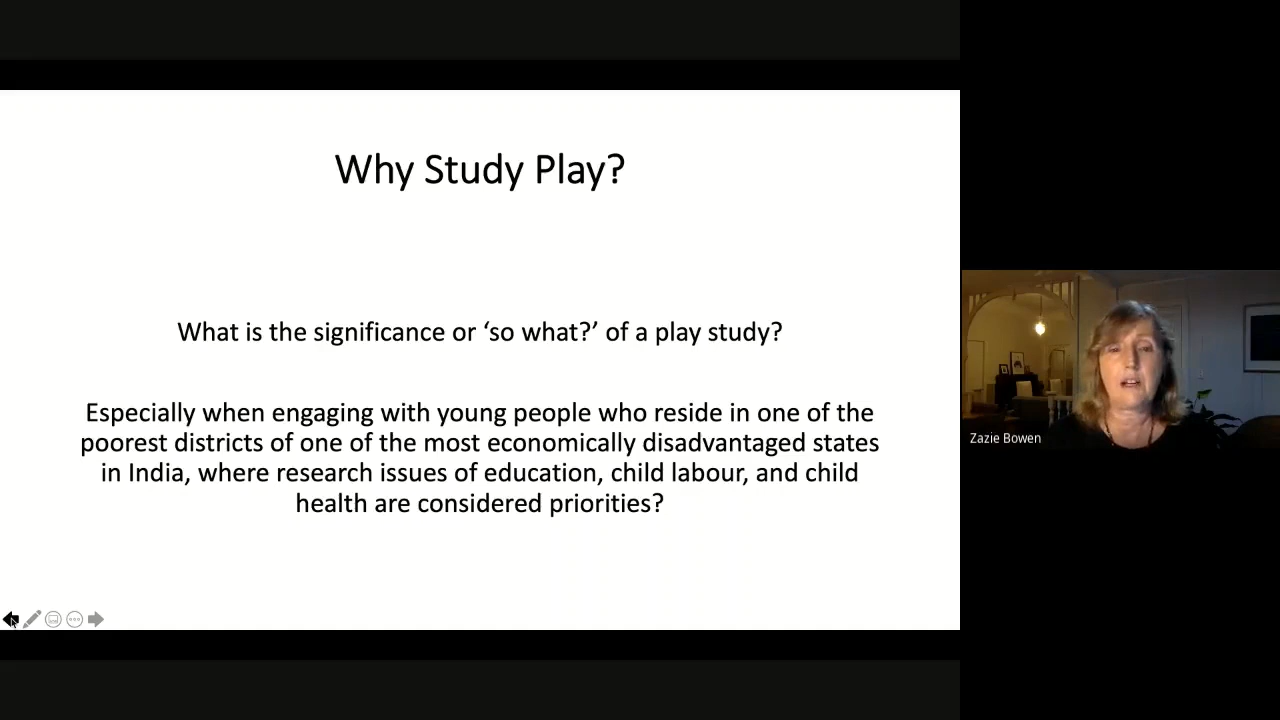 Why Study Play?
What is the significance or ‘so what?’ of a play study?
Especially when engaging with young people who reside in one of the
poorest districts of one of the most economically disadvantaged states
in India, where research issues of education, child labour, and child
health are considered priorities?
Zazie Bowen